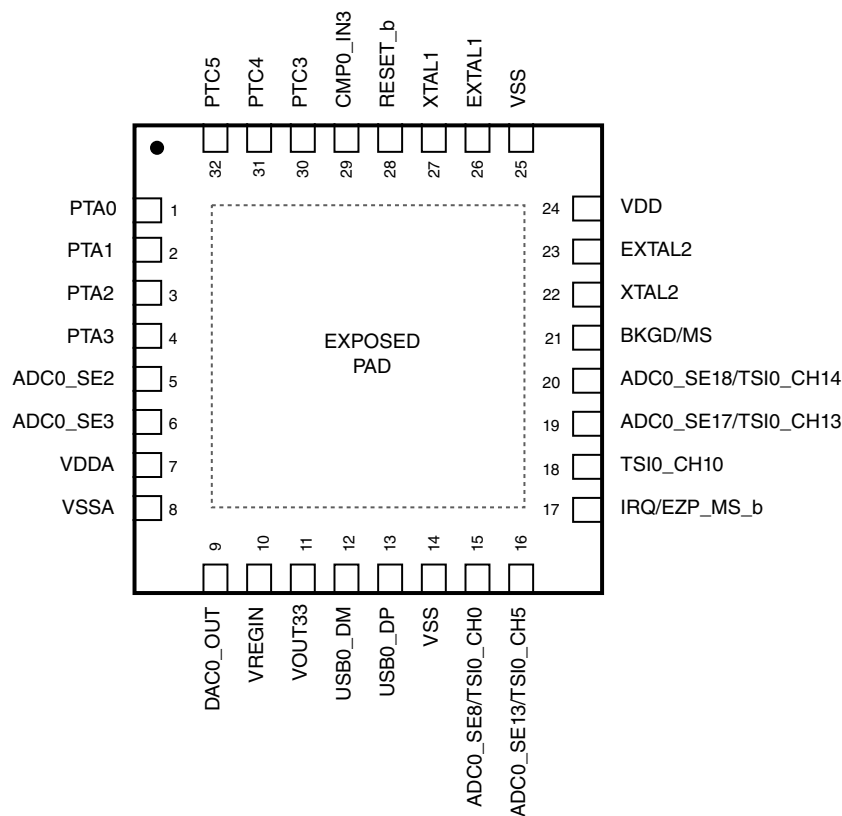 PTC5
PTC4
PTC3
CMP0_IN3
RESET_b
XTAL1
EXTAL1
VSS
32
31
30
29
28
27
26
25
PTA0 1
PTA1 2
PTA2 3
PTA3 4
ADC0_SE2 5
ADC0_SE3 6
VDDA 7
VSSA 8
EXPOSED
PAD
24 VDD
23 EXTAL2
22 XTAL2
21 BKGD/MS
20 ADC0_SE18/TSI0_CH14
19 ADC0_SE17/TSI0_CH13
18 TSI0_CH10
17 IRQ/EZP_MS_b
9
10
11
12
13
14
15
16
DAC0_OUT
VREGIN
VOUT33
USB0_DM
USB0_DP
VSS
ADC0_SE8/TSI0_CH0
ADC0_SE13/TSI0_CH5